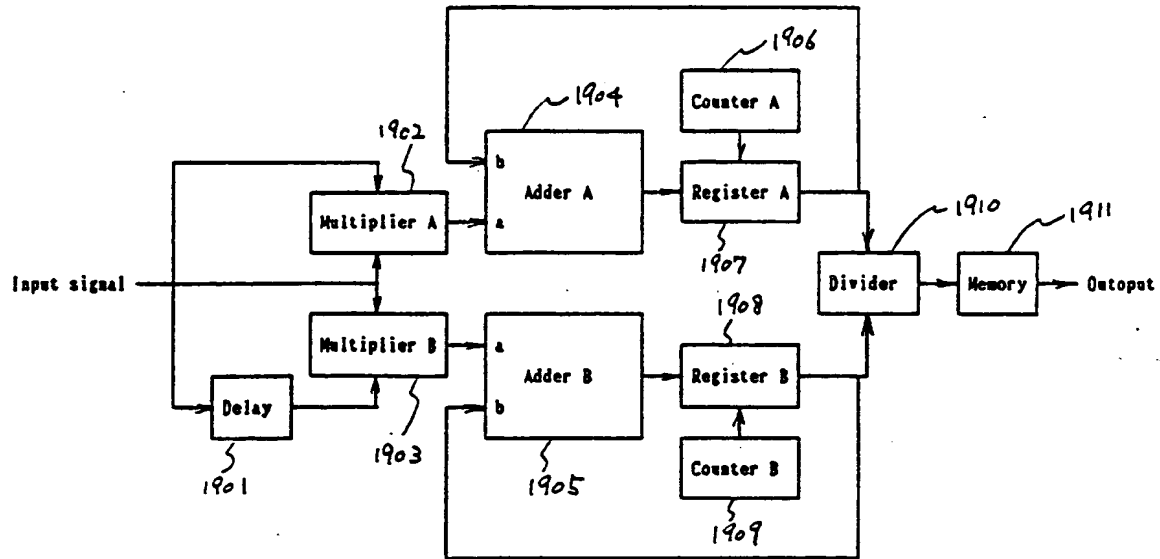 1906
Counter A
1904
1902
b
Adder A
Register A
Multiplier A
a
1910
1911
1907
Input signal
Divider
Memory
Outoput
1908
Multiplier B
a
Adder B
Register B
Delay
b
1903
Counter B
1901
1905
1909